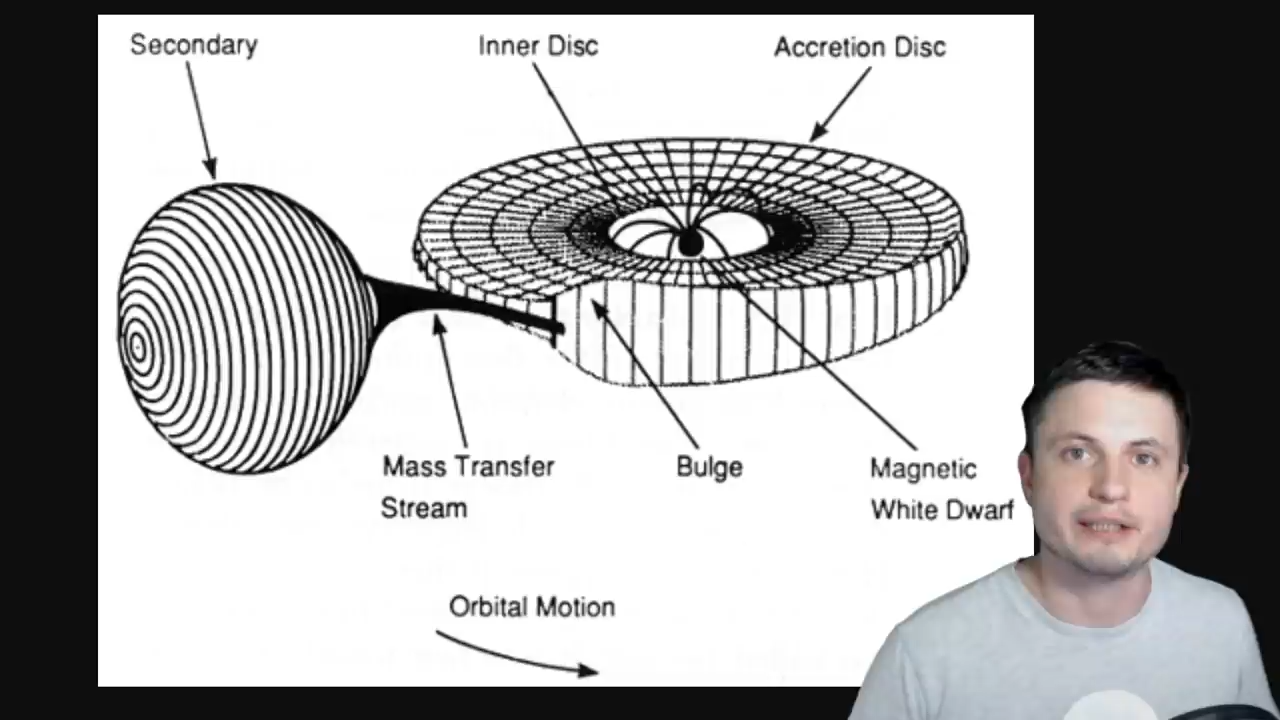 Secondary
Inner Disc
Accretion Disc
Mass Transfer
Stream
Bulge
Magnetic
White Dwarf
Orbital Motion